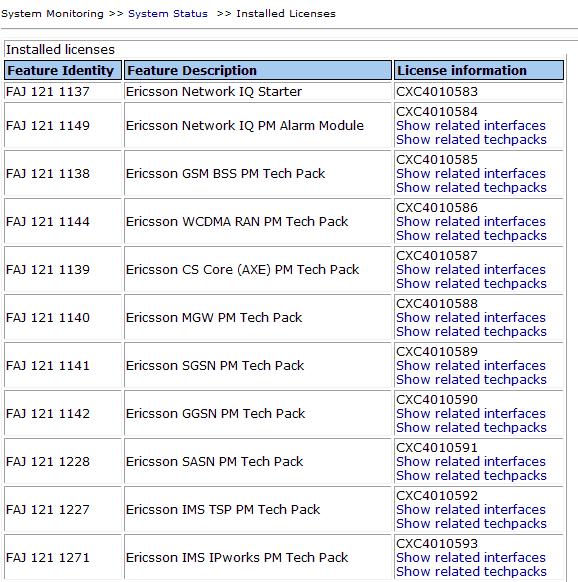 System Monitoring >> System Status >> Installed Licenses
Installed licenses
Feature Identity Feature Description License information
FAJ 121 1137 Ericsson Network IQ Starter CXC4010583
FAJ 121 1149 Ericsson Network IQ PM Alarm Module CXC4010584
Show related interfaces
Show related techpacks
FAJ 121 1138 Ericsson GSM BSS PM Tech Pack CXC4010585
Show related interfaces
Show related techpacks
FAJ 121 1144 Ericsson WCDMA RAN PM Tech Pack CXC4010586
Show related interfaces
Show related techpacks
FAJ 121 1139 Ericsson CS Core (AXE) PM Tech Pack CXC4010587
Show related interfaces
Show related techpacks
FAJ 121 1140 Ericsson MGW PM Tech Pack CXC4010588
Show related interfaces
Show related techpacks
FAJ 121 1141 Ericsson SGSN PM Tech Pack CXC4010589
Show related interfaces
Show related techpacks
FAJ 121 1142 Ericsson GGSN PM Tech Pack CXC4010590
Show related interfaces
Show related techpacks
FAJ 121 1228 Ericsson SASN PM Tech Pack CXC4010591
Show related interfaces
Show related techpacks
FAJ 121 1227 Ericsson IMS TSP PM Tech Pack CXC4010592
Show related interfaces
Show related techpacks
FAJ 121 1271 Ericsson IMS IPworks PM Tech Pack CXC4010593
Show related interfaces
Show related techpacks